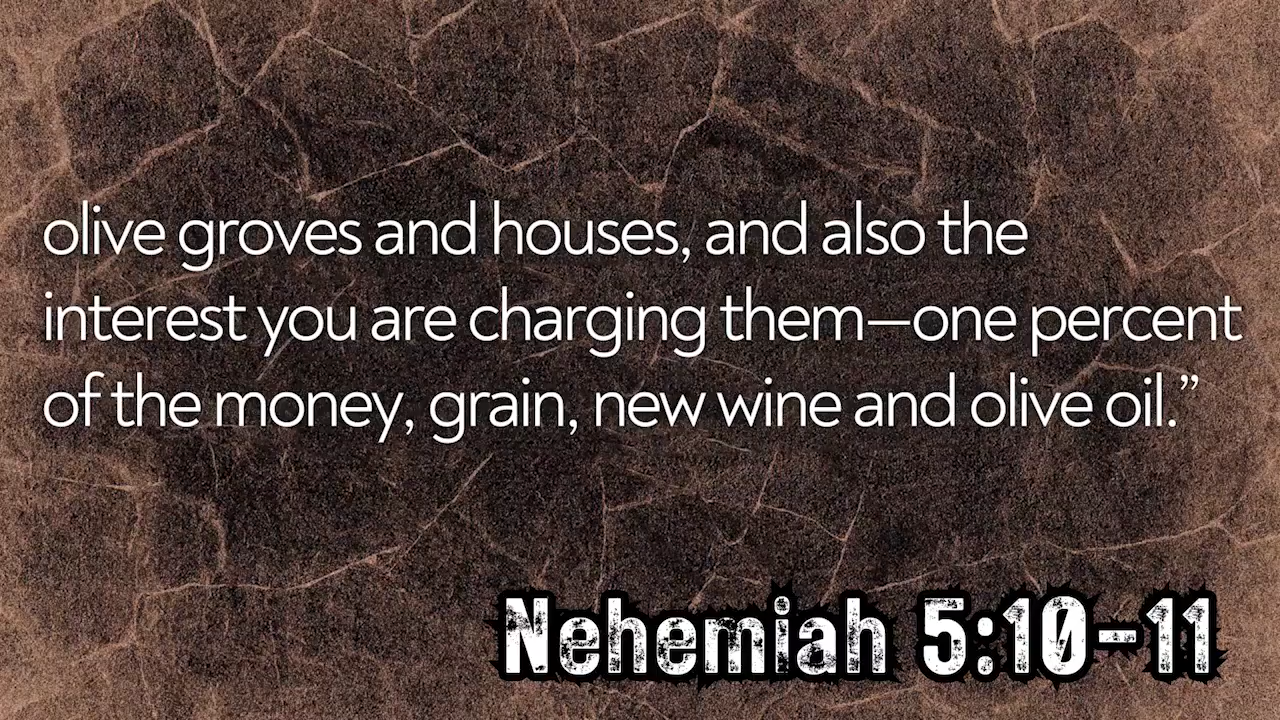 olive groves and houses, and also the
interest you are charging them—one percent
of the money, grain, new wine and olive oil.”
Nehemiah 5:10-11